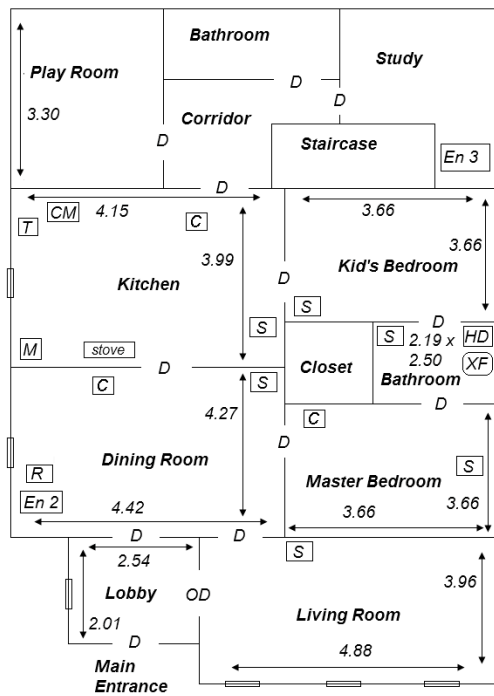 Bathroom
Play Room
Study
D
3.30
D
Corridor
Staircase
D
En 3
D
CM
4.15
C
3.66
T
3.99
3.66
D
Kid's Bedroom
Kitchen
S
S
D
S
HD
M
stove
2.19 x
2.50
XF
D
S
Closet
Bathroom
C
D
C
4.27
D
Dining Room
S
R
Master Bedroom
En 2
4.42
3.66
3.66
D
D
S
2.54
Lobby
OD
3.96
Living Room
2.01
D
4.88
Main
Entrance